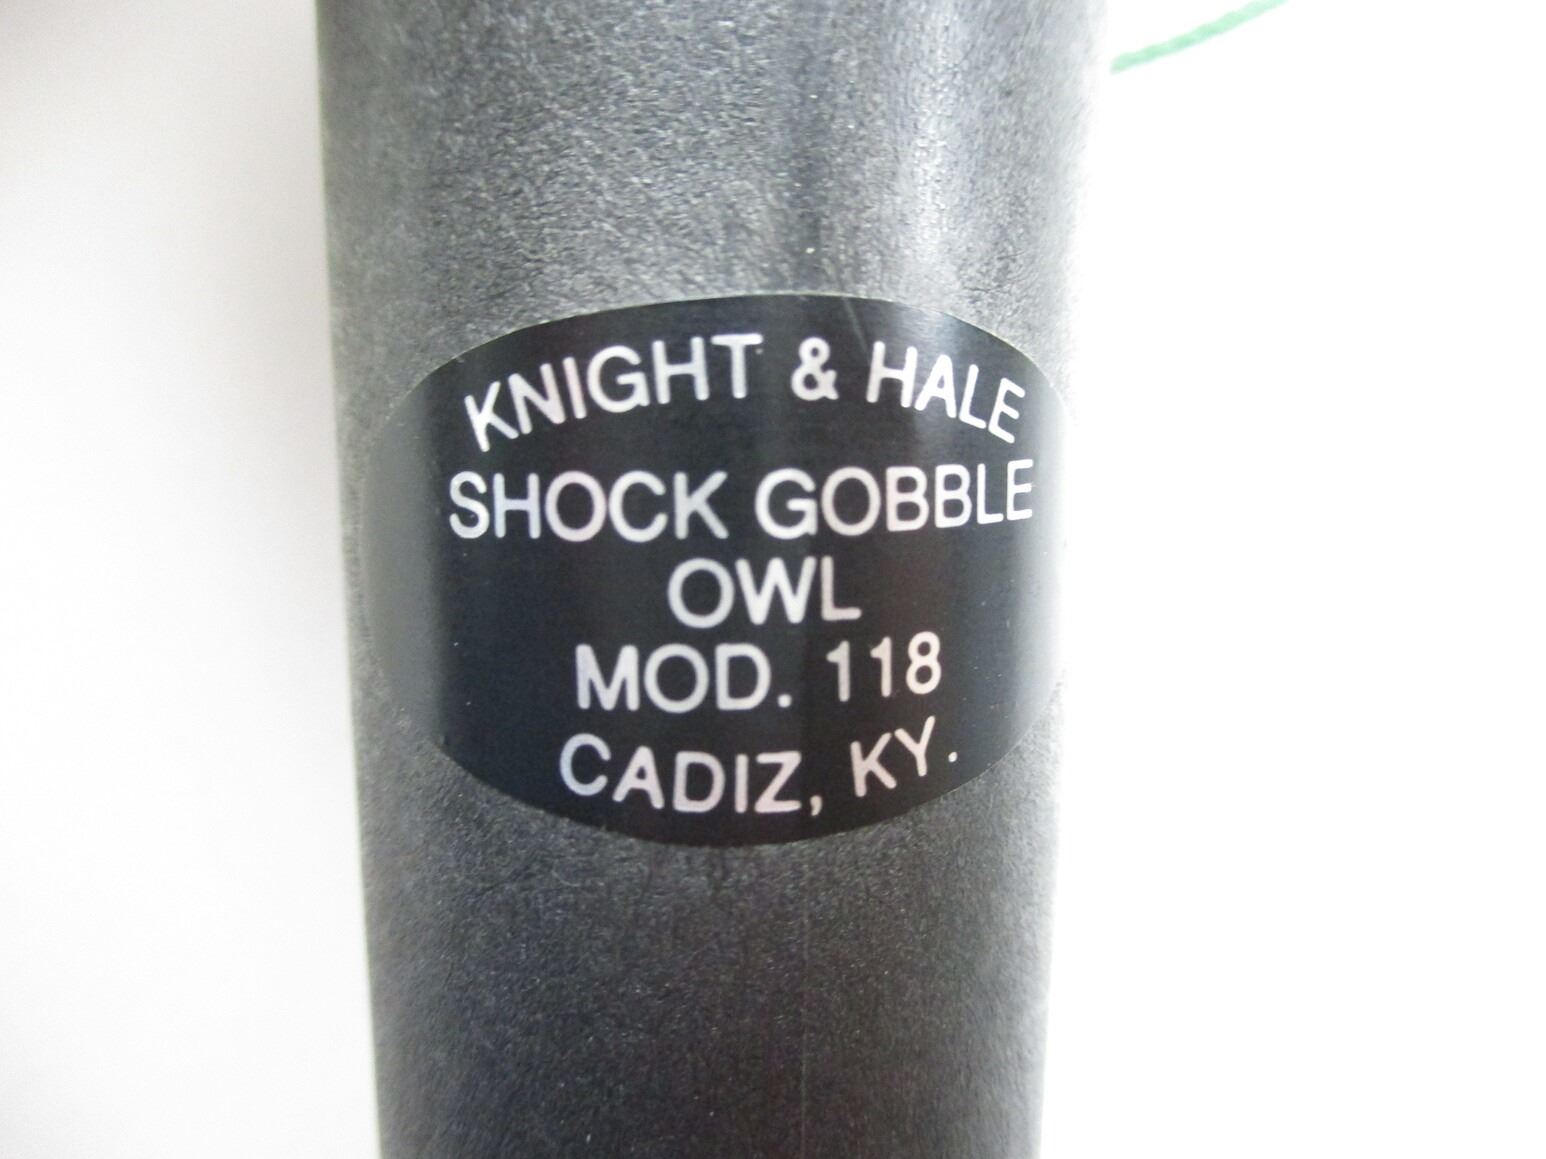 KNIGHT & HALE
SHOCK GOBBLE
OWL
MOD. 118
CADIZ, KY.